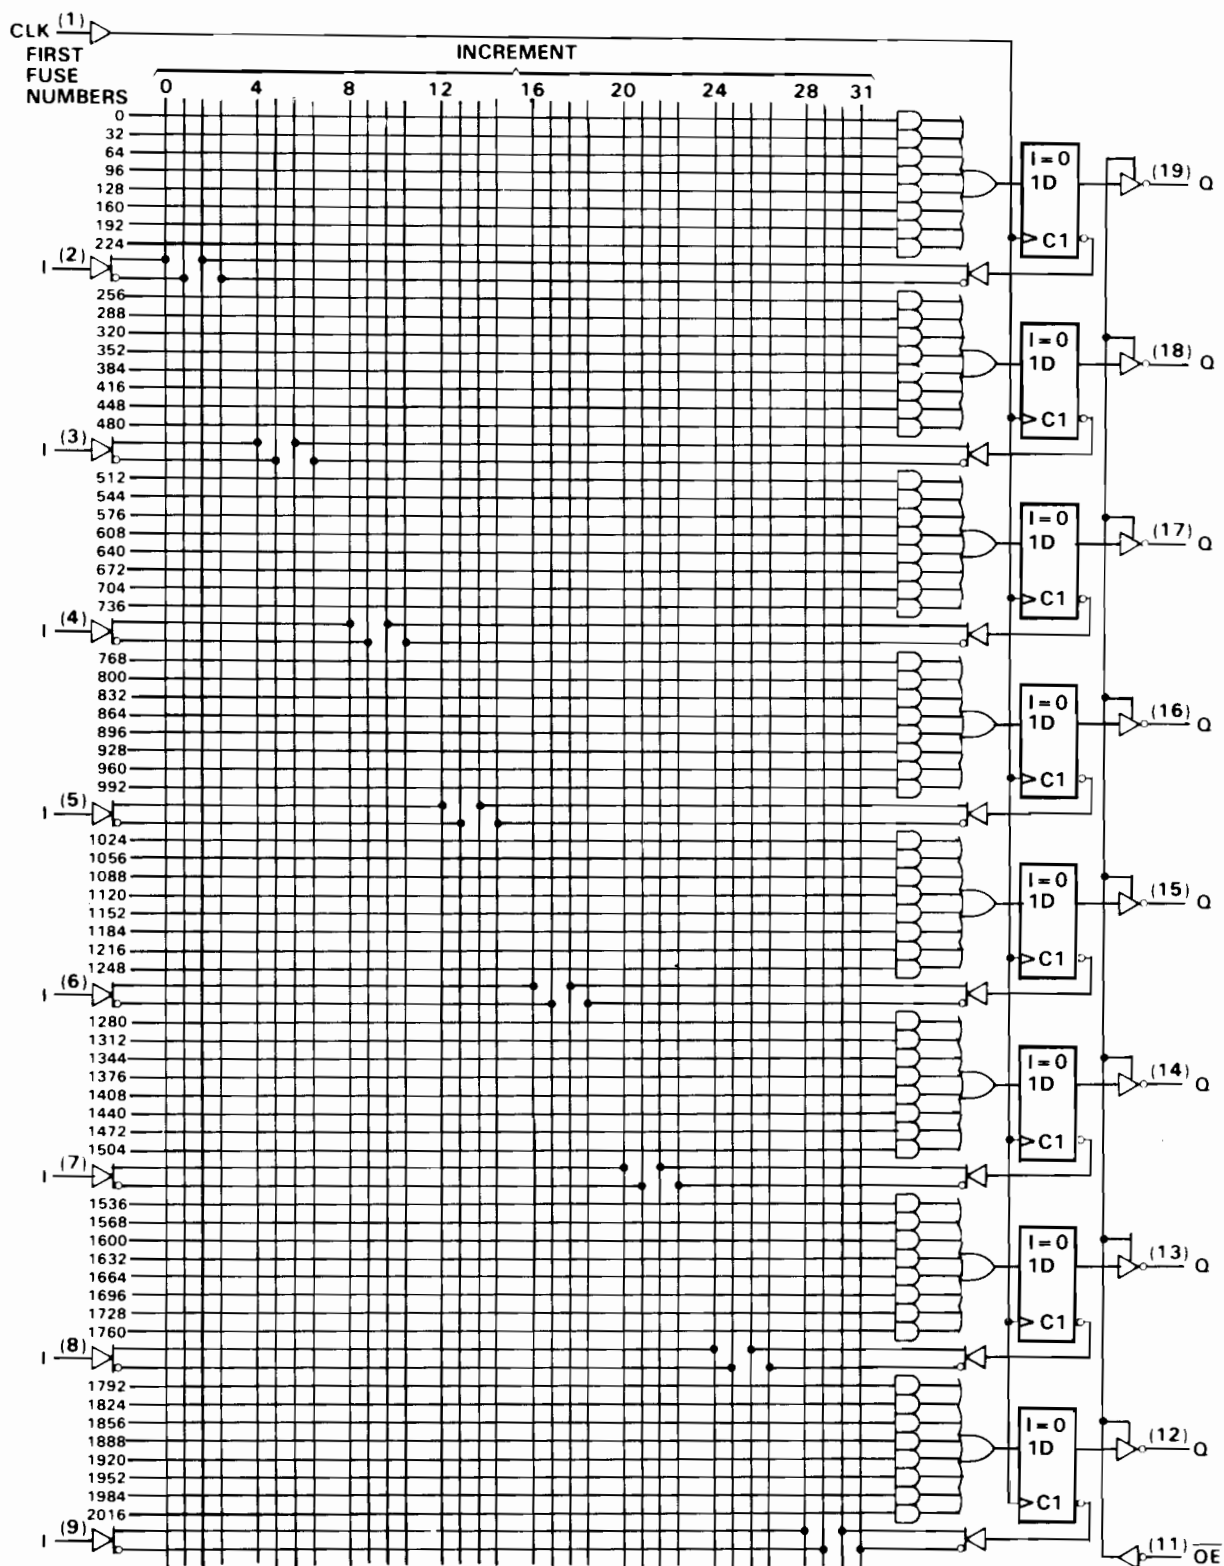 CLK (1)
FIRST
FUSE
NUMBERS
INCREMENT
0 4 8 12 16 20 24 28 31
0
32
64
96
128
160
192
224
I = 0
1D
C1
(19) Q
I (2)
256
288
320
352
384
416
448
480
I = 0
1D
C1
(18) Q
I (3)
512
544
576
608
640
672
704
736
I = 0
1D
C1
(17) Q
I (4)
768
800
832
864
896
928
960
992
I = 0
1D
C1
(16) Q
I (5)
1024
1056
1088
1120
1152
1184
1216
1248
I = 0
1D
C1
(15) Q
I (6)
1280
1312
1344
1376
1408
1440
1472
1504
I = 0
1D
C1
(14) Q
I (7)
1536
1568
1600
1632
1664
1696
1728
1760
I = 0
1D
C1
(13) Q
I (8)
1792
1824
1856
1888
1920
1952
1984
2016
I = 0
1D
C1
(12) Q
I (9)
(11) OE